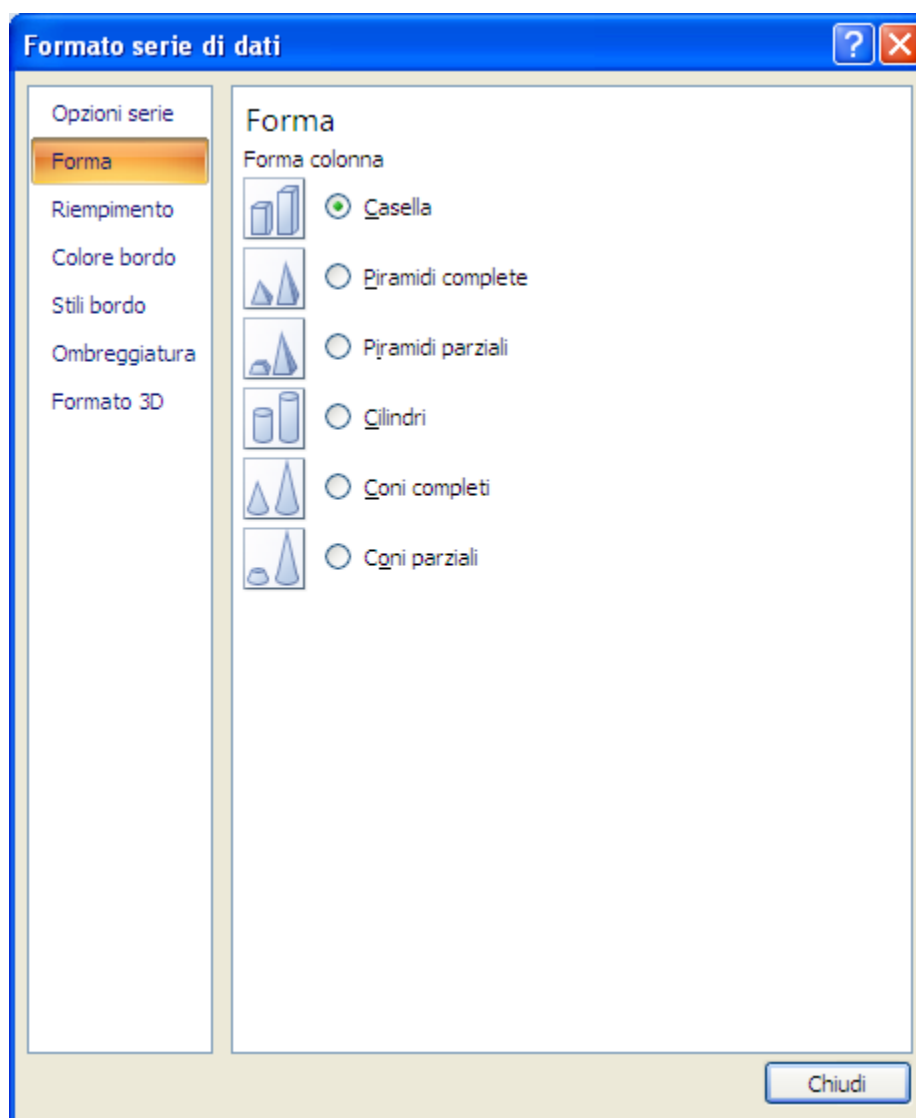 Formato serie di dati
Opzioni serie
Forma
Riempimento
Colore bordo
Stili bordo
Ombreggiatura
Formato 3D
Forma
Forma colonna
Casella
Piramidi complete
Piramidi parziali
Cilindri
Coni completi
Coni parziali
Chiudi